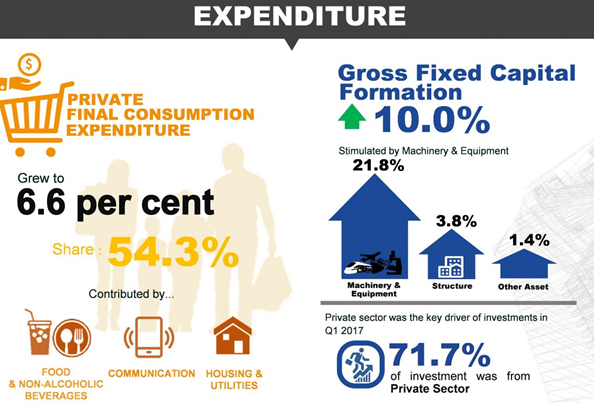 EXPENDITURE
PRIVATE
FINAL CONSUMPTION
EXPENDITURE
Grew to
6.6 per cent
Share : 54.3%
Contributed by...
FOOD
& NON-ALCOHOLIC
BEVERAGES
COMMUNICATION
HOUSING &
UTILITIES
Gross Fixed Capital
Formation
10.0%
Stimulated by Machinery & Equipment
21.8%
3.8%
1.4%
Machinery &
Equipment
Structure
Other Asset
Private sector was the key driver of investments in
Q1 2017
71.7%
of investment was from
Private Sector